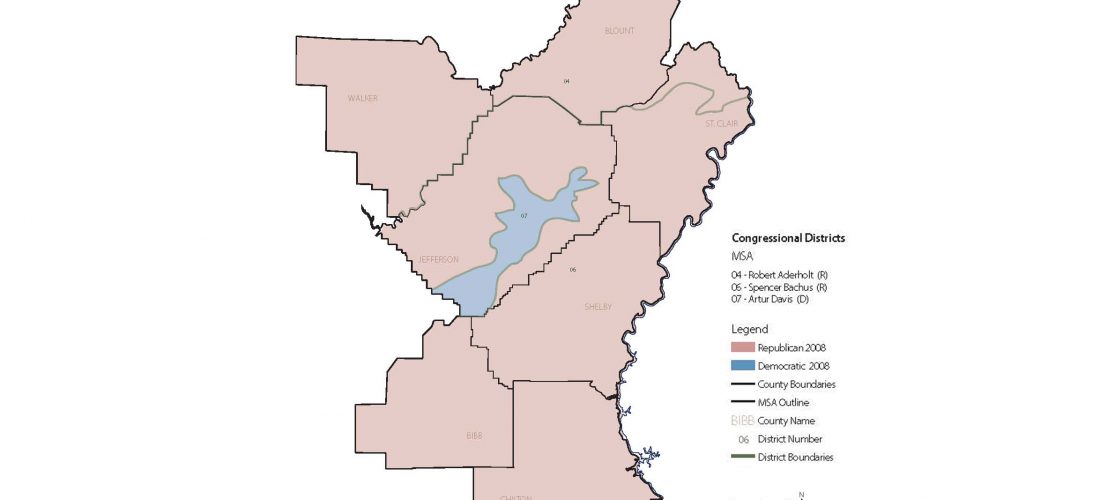 BLOUNT
04
WALKER
ST. CLAIR
07
JEFFERSON
06
SHELBY
BIBB
CHILTON
Congressional Districts
MSA
04 - Robert Aderholt (R)
06 - Spencer Bachus (R)
07 - Artur Davis (D)
Legend
Republican 2008
Democratic 2008
County Boundaries
MSA Outline
BIBB County Name
06 District Number
District Boundaries
N